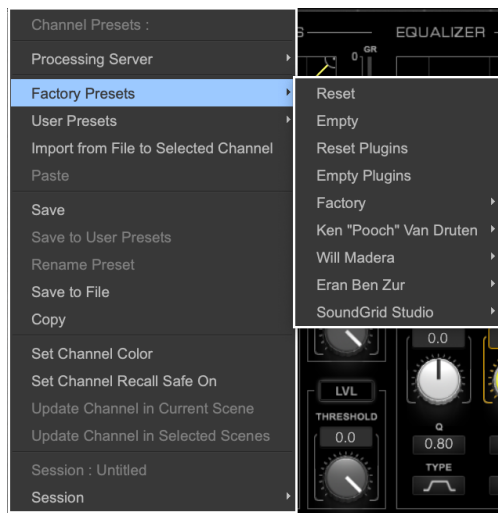 Channel Presets :
Processing Server
Factory Presets
User Presets
Import from File to Selected Channel
Paste
Save
Save to User Presets
Rename Preset
Save to File
Copy
Set Channel Color
Set Channel Recall Safe On
Update Channel in Current Scene
Update Channel in Selected Scenes
Session : Untitled
Session
S
EQUALIZER
0
GR
Reset
Empty
Reset Plugins
Empty Plugins
Factory
Ken "Pooch" Van Druten
Will Madera
Eran Ben Zur
SoundGrid Studio
0.0
LVL
THRESHOLD
0.0
Q
0.80
TYPE